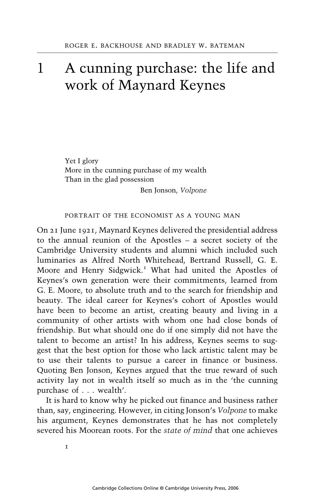 ROGER E. BACKHOUSE AND BRADLEY W. BATEMAN
1 A cunning purchase: the life and
work of Maynard Keynes
Yet I glory
More in the cunning purchase of my wealth
Than in the glad possession
Ben Jonson, Volpone
PORTRAIT OF THE ECONOMIST AS A YOUNG MAN
On 21 June 1921, Maynard Keynes delivered the presidential address
to the annual reunion of the Apostles – a secret society of the
Cambridge University students and alumni which included such
luminaries as Alfred North Whitehead, Bertrand Russell, G. E.
Moore and Henry Sidgwick.1 What had united the Apostles of
Keynes's own generation were their commitments, learned from
G. E. Moore, to absolute truth and to the search for friendship and
beauty. The ideal career for Keynes's cohort of Apostles would
have been to become an artist, creating beauty and living in a
community of other artists with whom one had close bonds of
friendship. But what should one do if one simply did not have the
talent to become an artist? In his address, Keynes seems to sug-
gest that the best option for those who lack artistic talent may be
to use their talents to pursue a career in finance or business.
Quoting Ben Jonson, Keynes argued that the true reward of such
activity lay not in wealth itself so much as in the 'the cunning
purchase of . . . wealth'.
It is hard to know why he picked out finance and business rather
than, say, engineering. However, in citing Jonson's Volpone to make
his argument, Keynes demonstrates that he has not completely
severed his Moorean roots. For the state of mind that one achieves
1
Cambridge Collections Online © Cambridge University Press, 2006